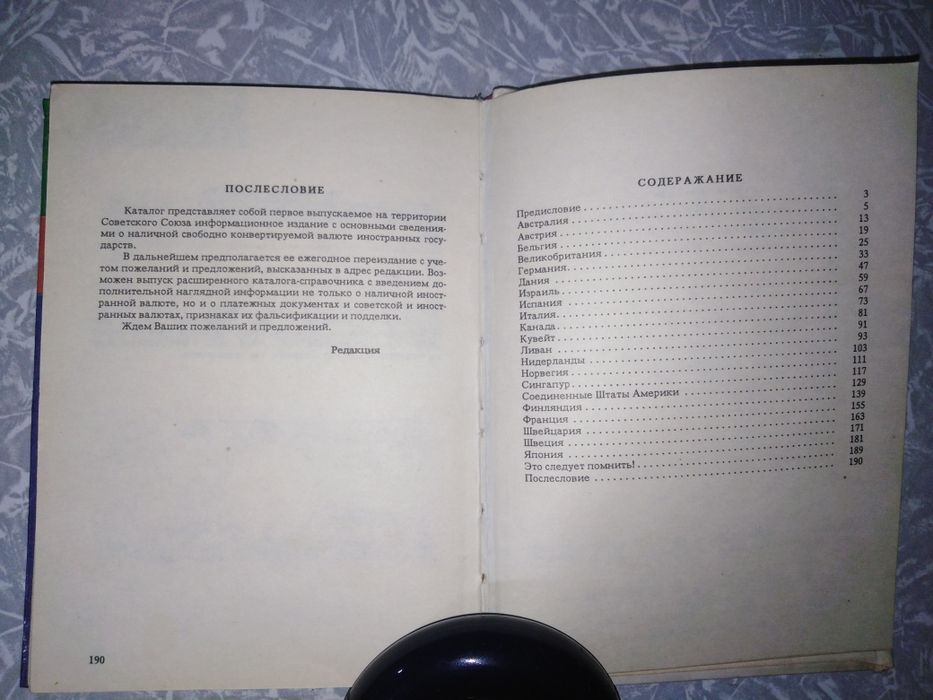 ПОСЛЕСЛОВИЕ
Каталог представляет собой первое выпускаемое на территории
Советского Союза информационное издание с основными сведения-
ми о наличной свободно конвертируемой валюте иностранных госу-
дарств.
В дальнейшем предполагается ее ежегодное переиздание с уче-
том пожеланий и предложений, высказанных в адрес редакции. Воз-
можен выпуск расширенного каталога-справочника с введением до-
полнительной наглядной информации не только о наличной иност-
ранной валюте, но и о платежных документах и советской и иност-
ранных валютах, признаках их фальсификации и подделки.
Ждем Ваших пожеланий и предложений.
Редакция
190
СОДЕРЖАНИЕ
Предисловие 3
Австралия 5
Австрия 13
Бельгия 19
Великобритания 25
Германия 33
Дания 47
Израиль 59
Испания 67
Италия 73
Канада 81
Кувейт 91
Ливан 93
Нидерланды 103
Норвегия 111
Сингапур 117
Соединенные Штаты Америки 129
Финляндия 139
Франция 155
Швейцария 163
Швеция 171
Япония 181
Это следует помнить! 189
Послесловие 190